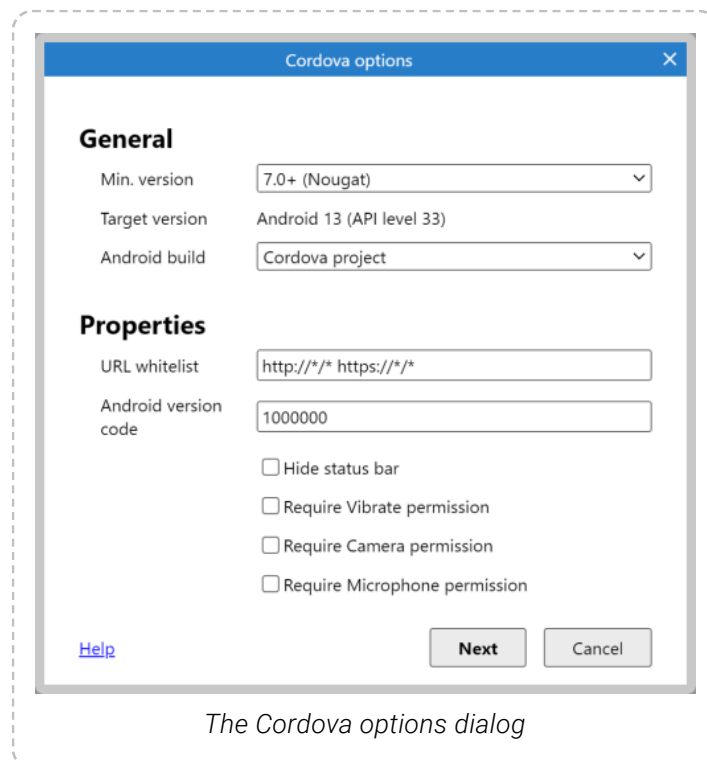 Cordova options
General
Min. version 7.0+ (Nougat)
Target version Android 13 (API level 33)
Android build Cordova project
Properties
URL whitelist http://*/* https://*/*
Android version
code 1000000
Hide status bar
Require Vibrate permission
Require Camera permission
Require Microphone permission
Help Next Cancel
The Cordova options dialog